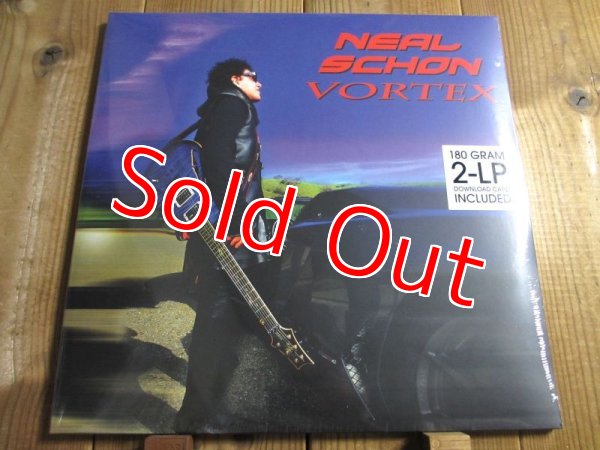 NEAL
SCHON
VORTEX
180 GRAM
2-LP
DOWNLOAD CARD
INCLUDED
Sold Out